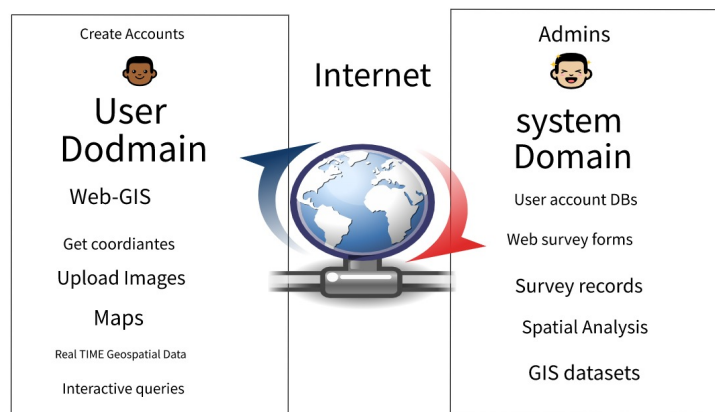 Create Accounts
User
Dodmain
Web-GIS
Get coordiantes
Upload Images
Maps
Real TIME Geospatial Data
Interactive queries
Internet
Admins
system
Domain
User account DBs
Web survey forms
Survey records
Spatial Analysis
GIS datasets